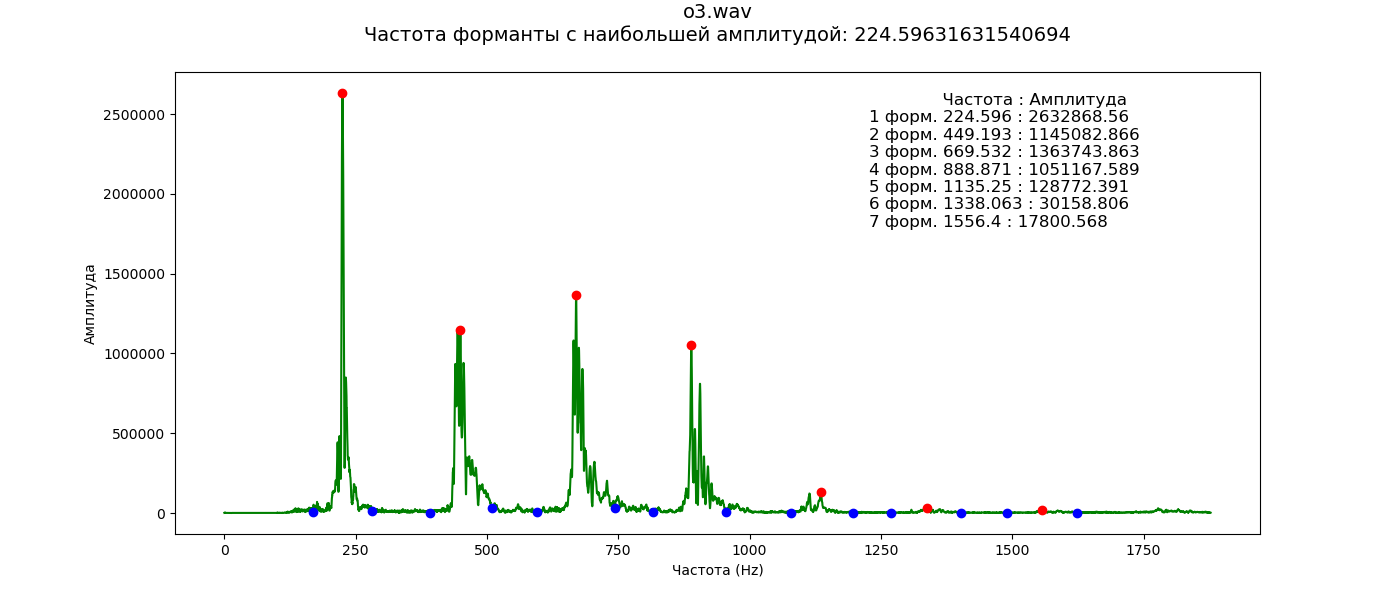 o3.wav
Частота форманты с наибольшей амплитудой: 224.59631631540694
Частота : Амплитуда
1 форм. 224.596 : 2632868.56
2 форм. 449.193 : 1145082.866
3 форм. 669.532 : 1363743.863
4 форм. 888.871 : 1051167.589
5 форм. 1135.25 : 128772.391
6 форм. 1338.063 : 30158.806
7 форм. 1556.4 : 17800.568
Амплитуда
2500000
2000000
1500000
1000000
500000
0
0 250 500 750 1000 1250 1500 1750
Частота (Hz)